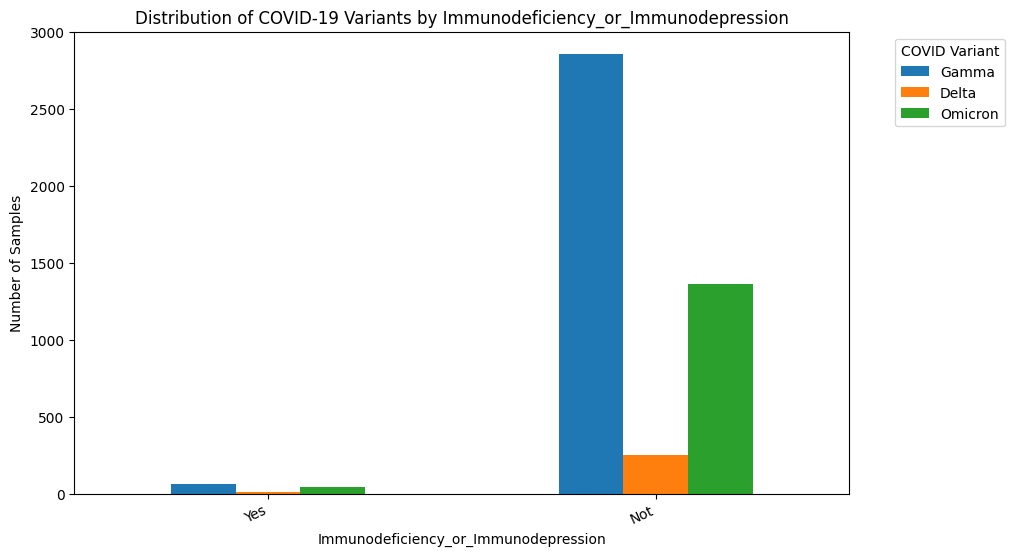 Distribution of COVID-19 Variants by Immunodeficiency_or_Immunodepression
COVID Variant
Gamma
Delta
Omicron
Number of Samples
3000
2500
2000
1500
1000
500
0
Yes
Not
Immunodeficiency_or_Immunodepression